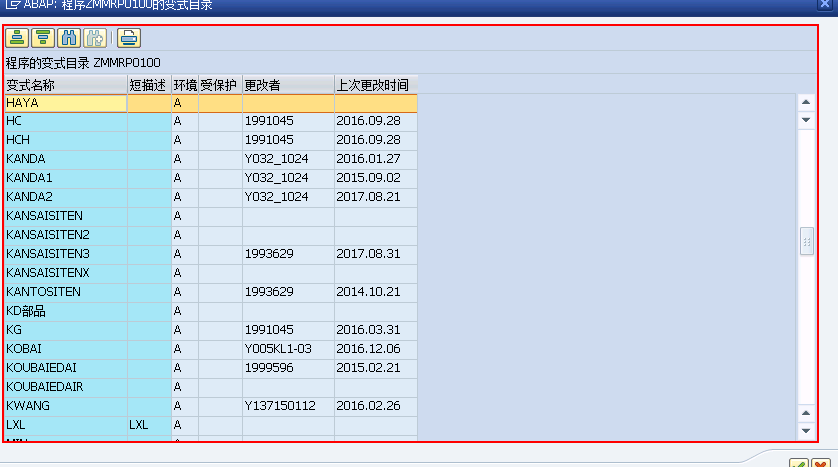 ABAP: 程序ZMMRP0100的变式目录
程序的变式目录 ZMMRP0100
变式名称 短描述 环境 受保护 更改者 上次更改时间
HAYA A
HC A 1991045 2016.09.28
HCH A 1991045 2016.09.28
KANDA A Y032_1024 2016.01.27
KANDA1 A Y032_1024 2015.09.02
KANDA2 A Y032_1024 2017.08.21
KANSAISITEN A
KANSAISITEN2 A
KANSAISITEN3 A 1993629 2017.08.31
KANSAISITENX A
KANTOSITEN A 1993629 2014.10.21
KD部品 A
KG A 1991045 2016.03.31
KOBAI A Y005KL1-03 2016.12.06
KOUBAIEDAI A 1999596 2015.02.21
KOUBAIEDAIR A
KWANG A Y137150112 2016.02.26
LXL LXL A